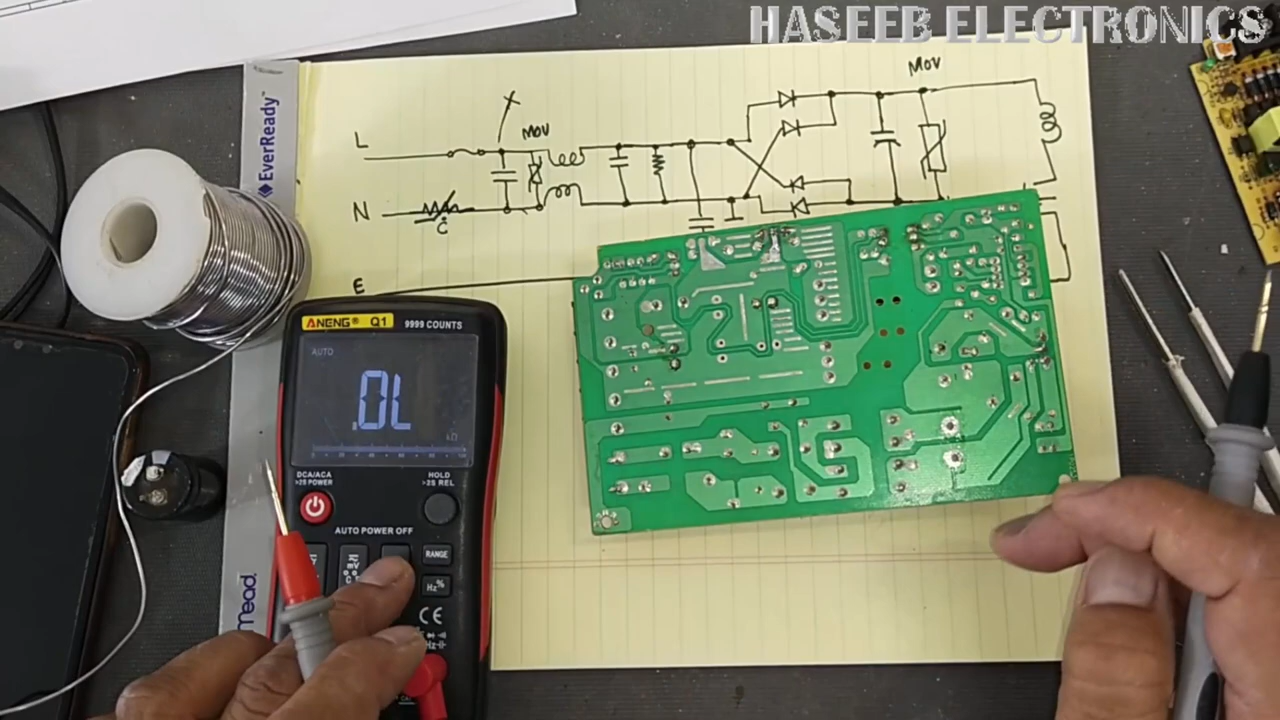 HASEEB ELECTRONICS
EverReady™
MOV
X
MOV
L
N
C
E
ANENG® Q1
9999 COUNTS
AUTO
.0L
DCA/ACA
>2S POWER
HOLD
>2S REL
AUTO POWER OFF
RANGE
Hz%
CE
mead